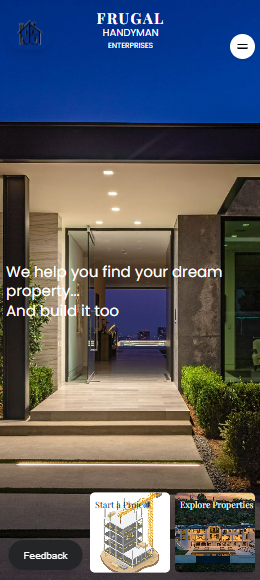 FRUGAL
HANDYMAN
ENTERPRISES
We help you find your dream
property...
And build it too
Start a Project
Explore Properties
Feedback